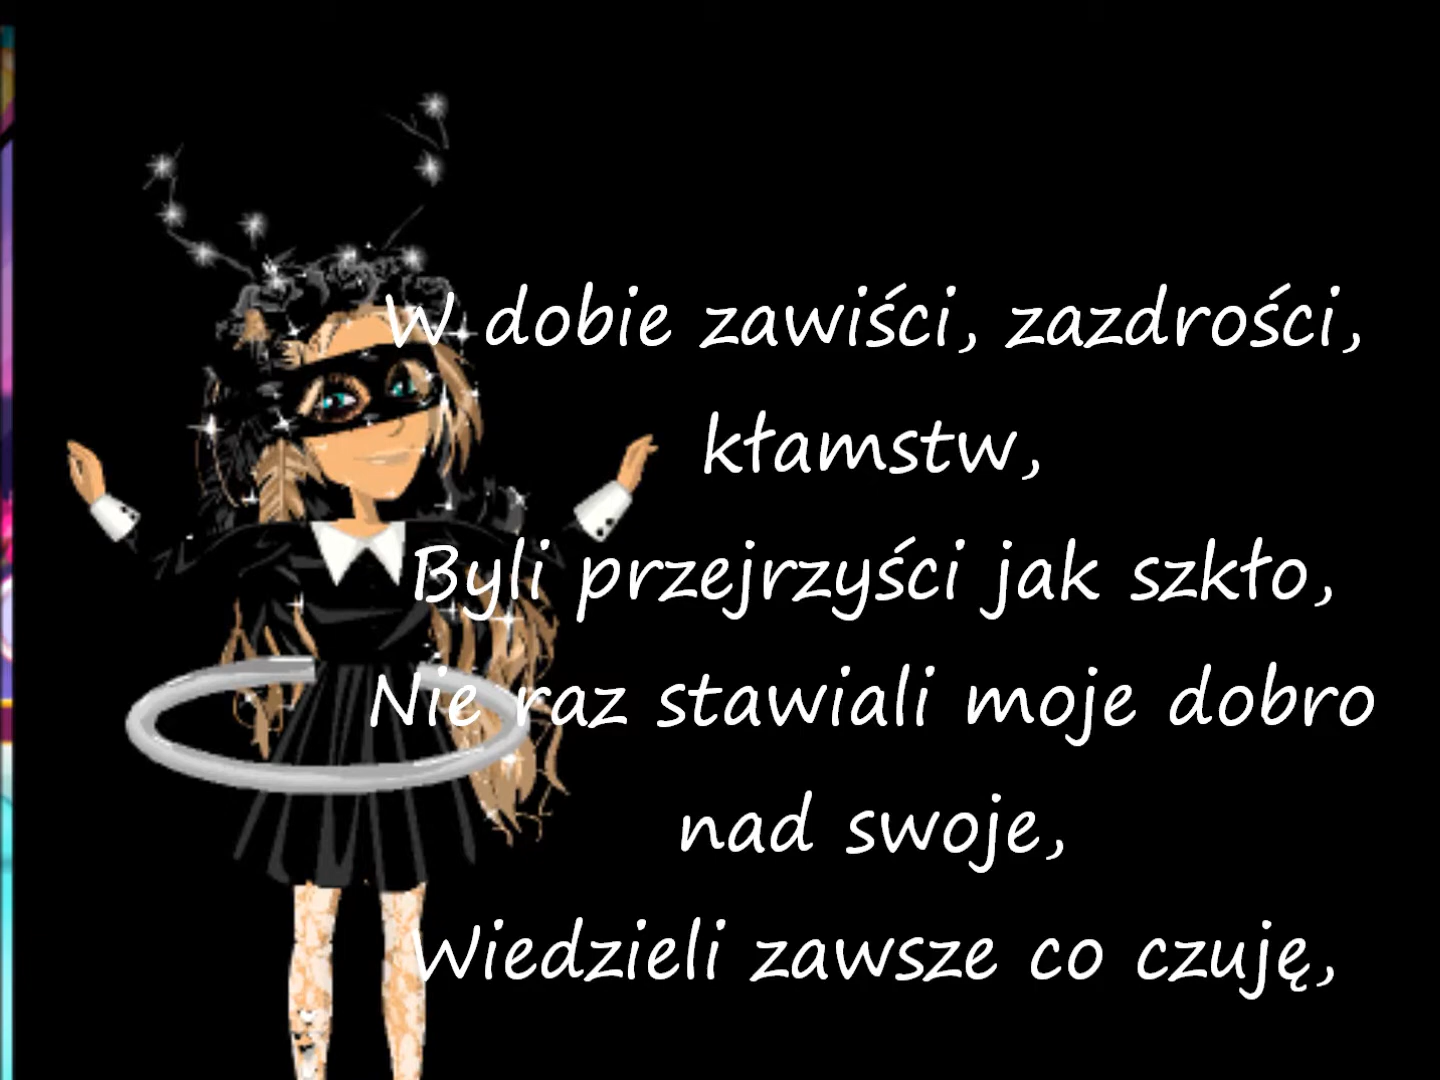 W dobie zawiści, zazdrości,
kłamstw,
Byli przejrzyści jak szkło,
Nie raz stawiali moje dobro
nad swoje,
Wiedzieli zawsze co czuję,